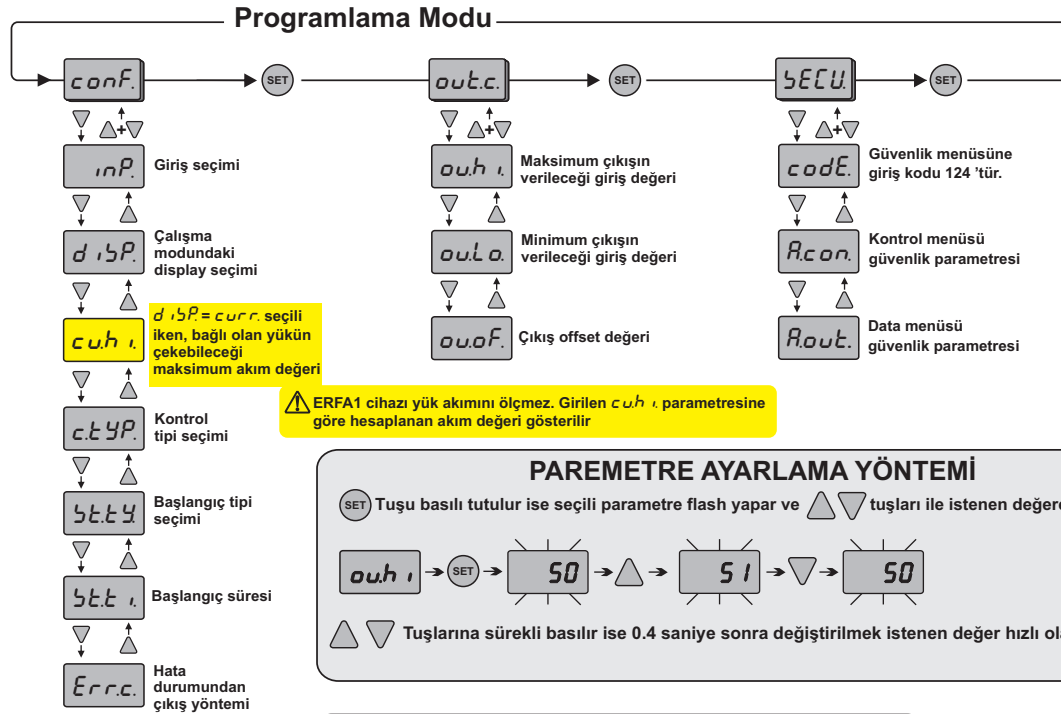 Programlama Modu
conF.
SET
out.c.
SET
SECU.
SET
inP.
Giriş seçimi
diSP.
Çalışma
modundaki
display seçimi
cu.hi.
diSP. = curr. seçili
iken, bağlı olan yükün
çekebileceği
maksimum akım değeri
c.tYP.
Kontrol
tipi seçimi
St.tY.
Başlangıç tipi
seçimi
St.ti.
Başlangıç süresi
Err.c.
Hata
durumundan
çıkış yöntemi
ou.hi.
Maksimum çıkışın
verileceği giriş değeri
ou.Lo.
Minimum çıkışın
verileceği giriş değeri
ou.oF.
Çıkış offset değeri
codE.
Güvenlik menüsüne
giriş kodu 124 ’tür.
A.con.
Kontrol menüsü
güvenlik parametresi
A.out.
Data menüsü
güvenlik parametresi
ERFA1 cihazı yük akımını ölçmez. Girilen cu.hi. parametresine
göre hesaplanan akım değeri gösterilir
PAREMETRE AYARLAMA YÖNTEMİ
SET Tuşu basılı tutulur ise seçili parametre flash yapar ve tuşları ile istenen değere
ou.hi SET 50 51 50
Tuşlarına sürekli basılır ise 0.4 saniye sonra değiştirilmek istenen değer hızlı ola